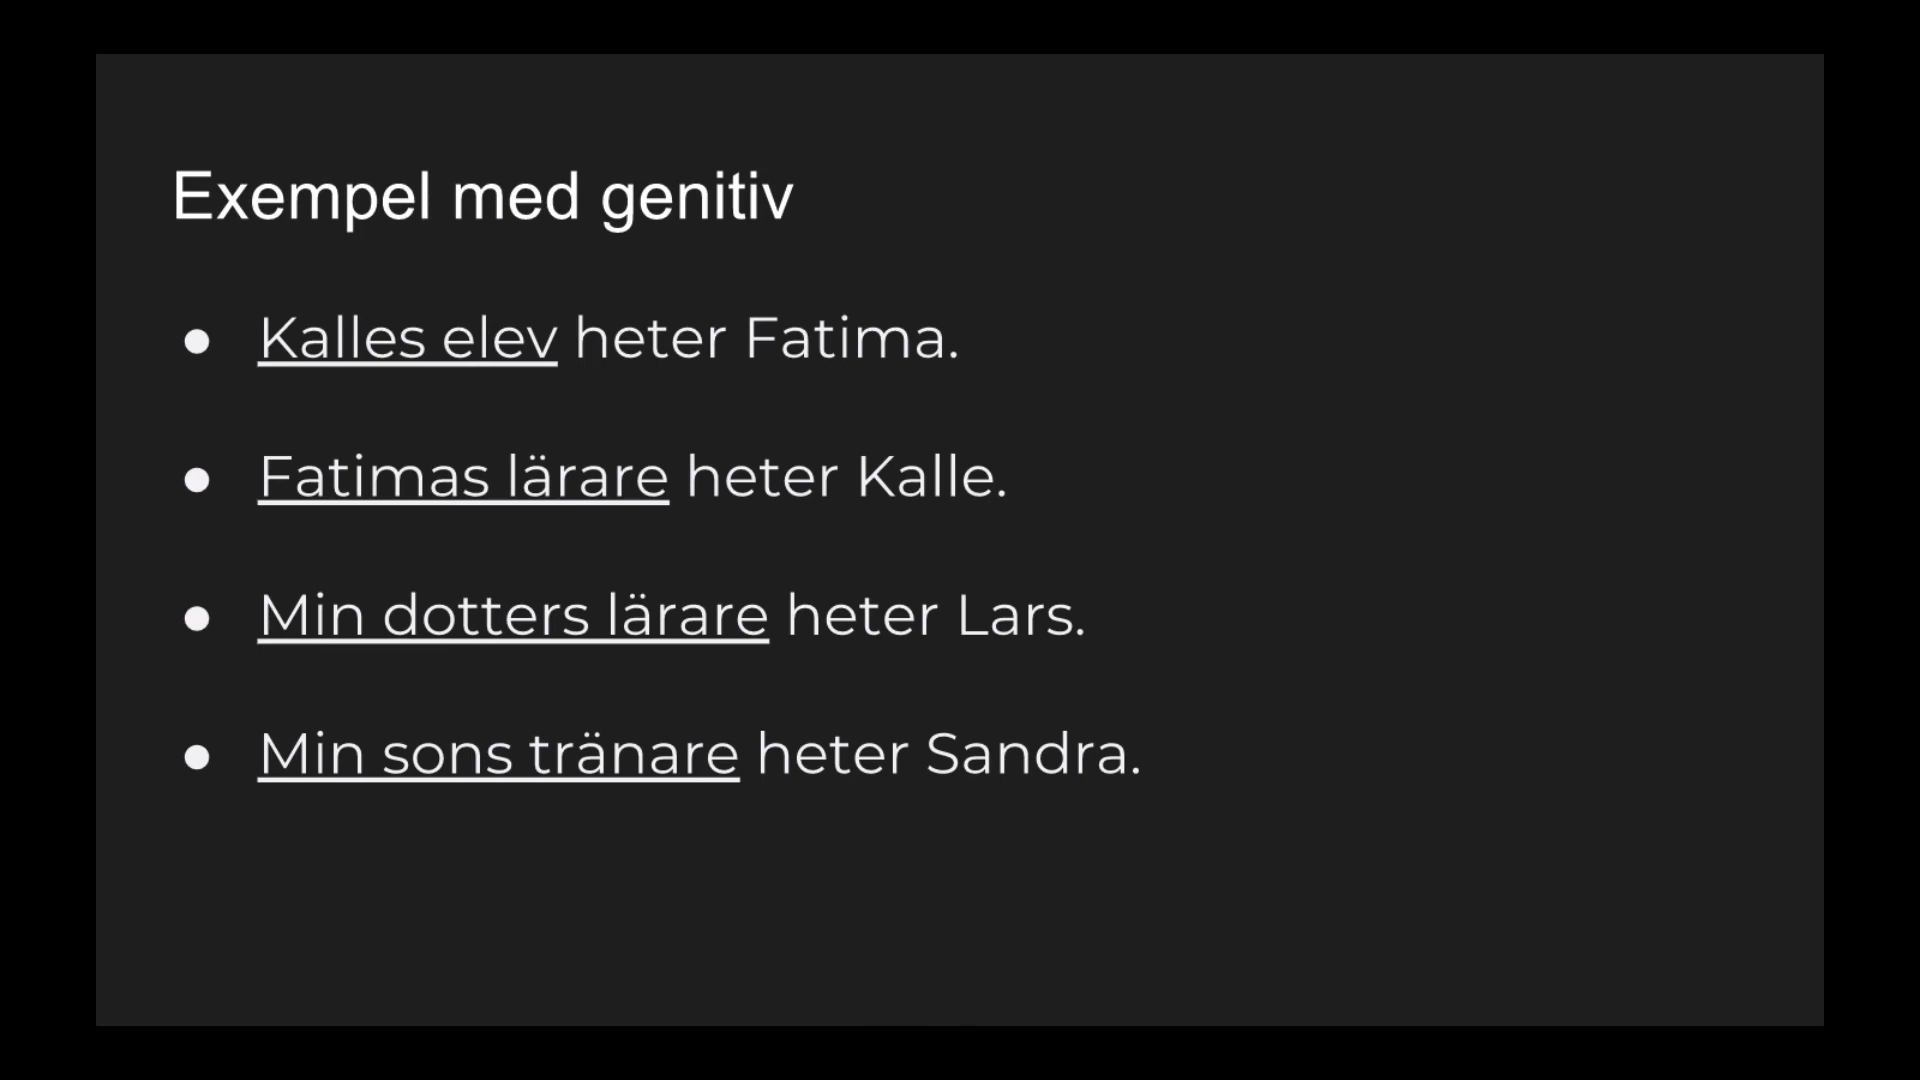 Exempel med genitiv
● Kalles elev heter Fatima.
● Fatimas lärare heter Kalle.
● Min dotters lärare heter Lars.
● Min sons tränare heter Sandra.